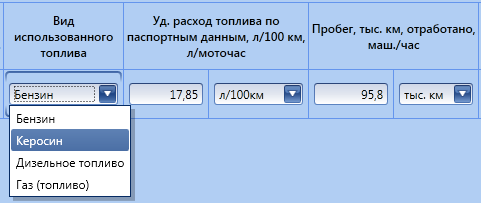 Вид
использованного
топлива
Уд. расход топлива по
паспортным данным, л/100 км,
л/моточас
Пробег, тыс. км, отработано,
маш./час
Бензин
17,85
л/100км
95,8
тыс. км
Бензин
Керосин
Дизельное топливо
Газ (топливо)